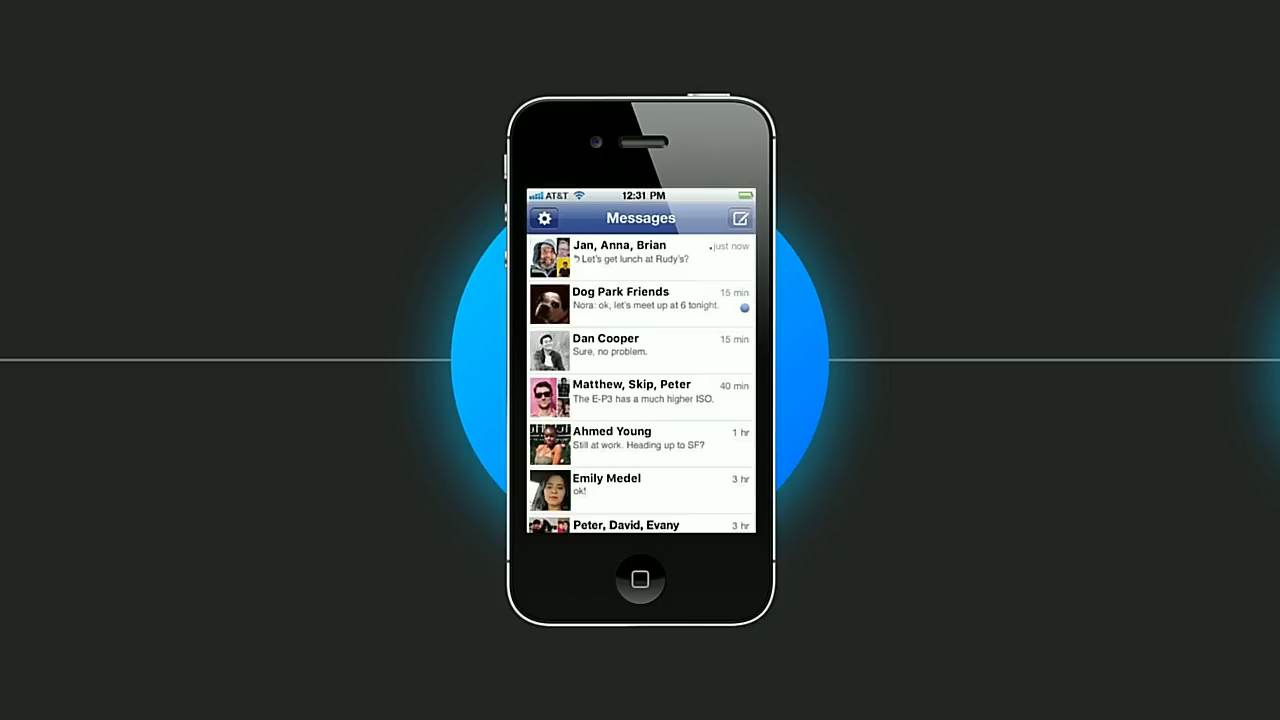 AT&T 12:31 PM
Messages
Jan, Anna, Brian just now
Let's get lunch at Rudy's?
Dog Park Friends 15 min
Nora: ok, let's meet up at 6 tonight.
Dan Cooper 15 min
Sure, no problem.
Matthew, Skip, Peter 40 min
The E-P3 has a much higher ISO.
Ahmed Young 1 hr
Still at work. Heading up to SF?
Emily Medel 3 hr
ok!
Peter, David, Evany 3 hr